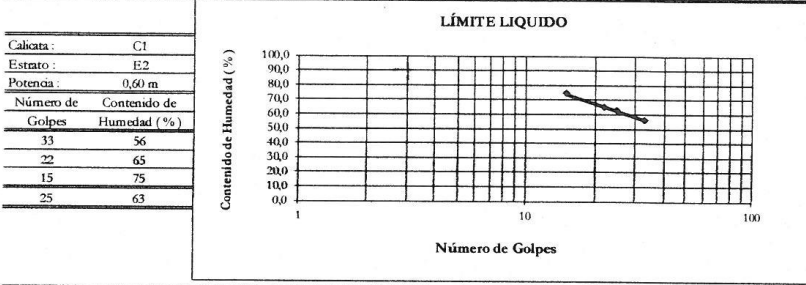 Calicata : C1
Estrato : E2
Potencia : 0,60 m
Número de Contenido de
Golpes Humedad (%)
33 56
22 65
15 75
25 63
LÍMITE LIQUIDO
Contenido de Humedad (%)
100,0
90,0
80,0
70,0
60,0
50,0
40,0
30,0
20,0
10,0
0,0
1 10 100
Número de Golpes